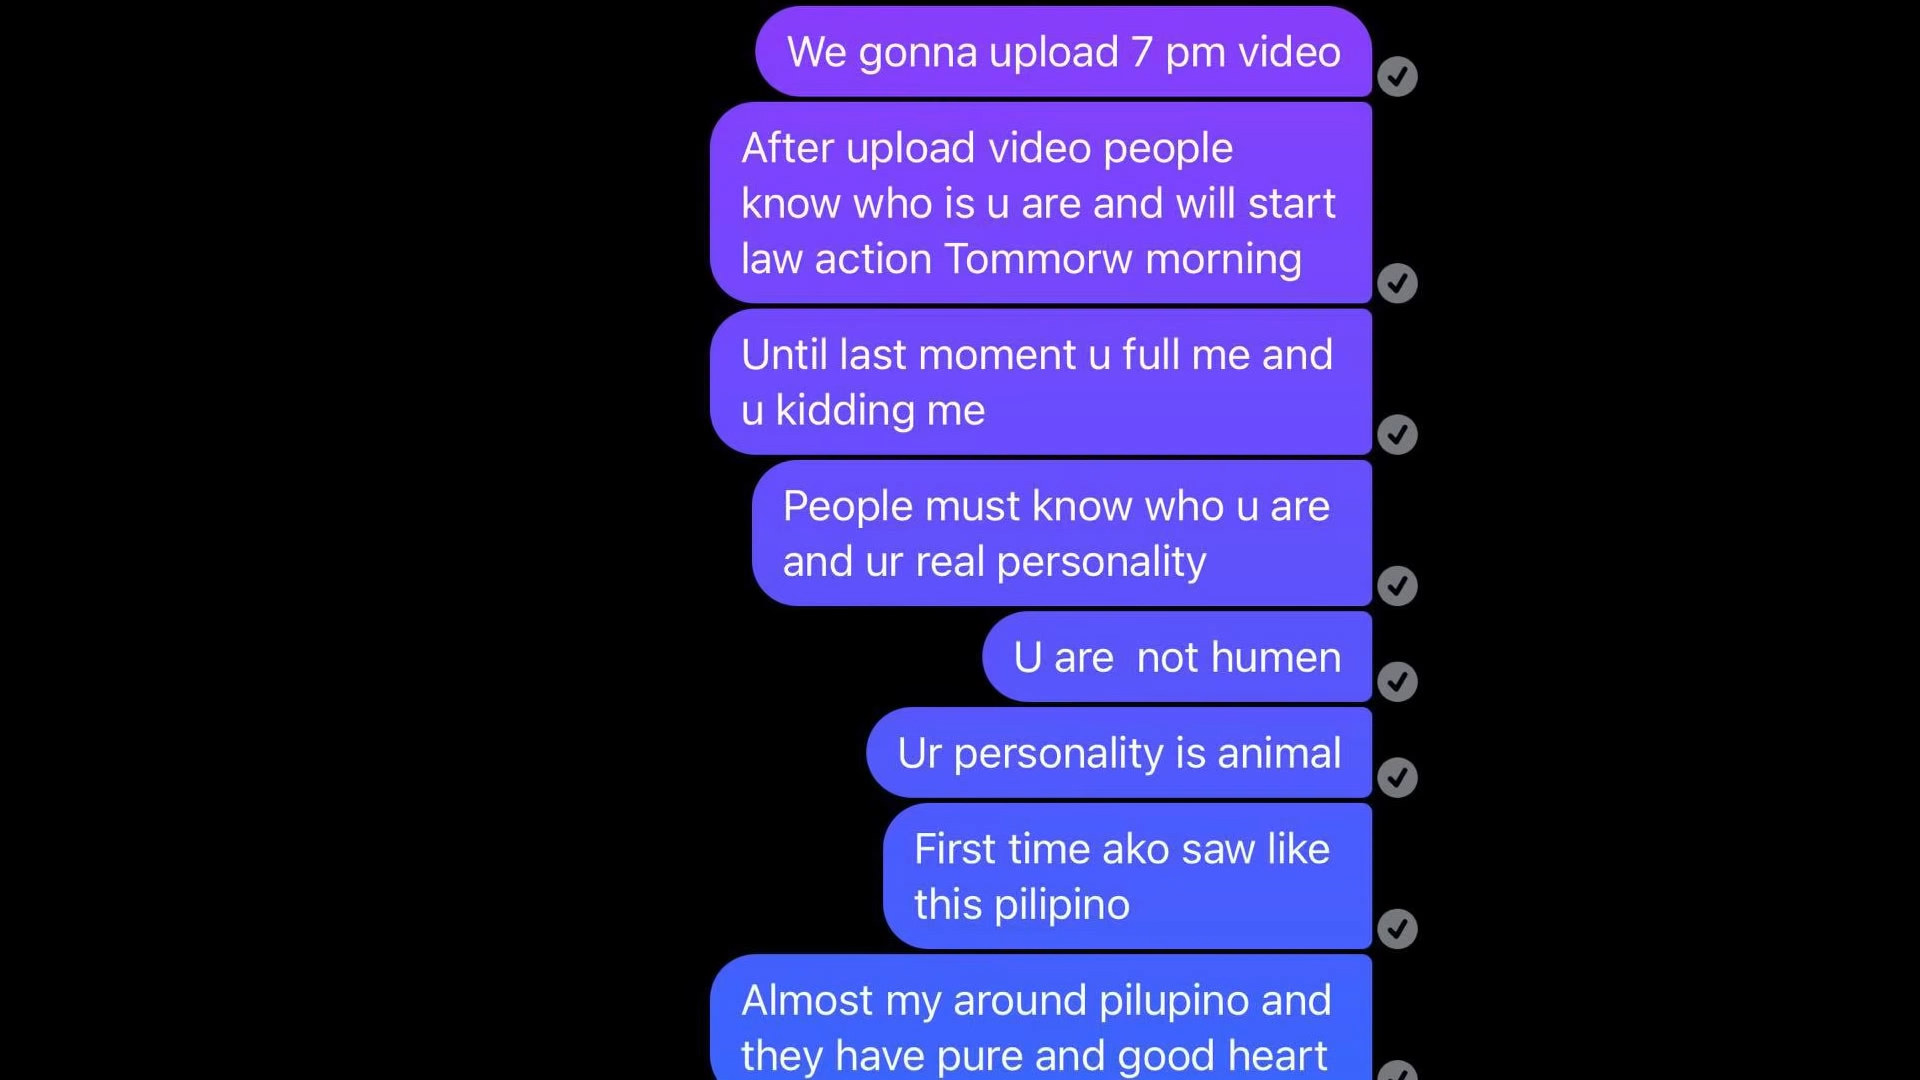 We gonna upload 7 pm video
After upload video people
know who is u are and will start
law action Tommorw morning
Until last moment u full me and
u kidding me
People must know who u are
and ur real personality
U are  not humen
Ur personality is animal
First time ako saw like
this pilipino
Almost my around pilupino and
they have pure and good heart